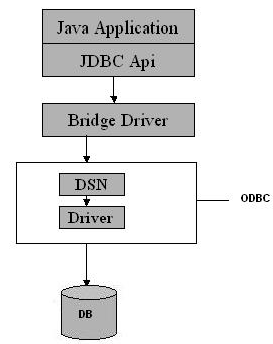 Java Application
JDBC Api
Bridge Driver
DSN
ODBC
Driver
DB